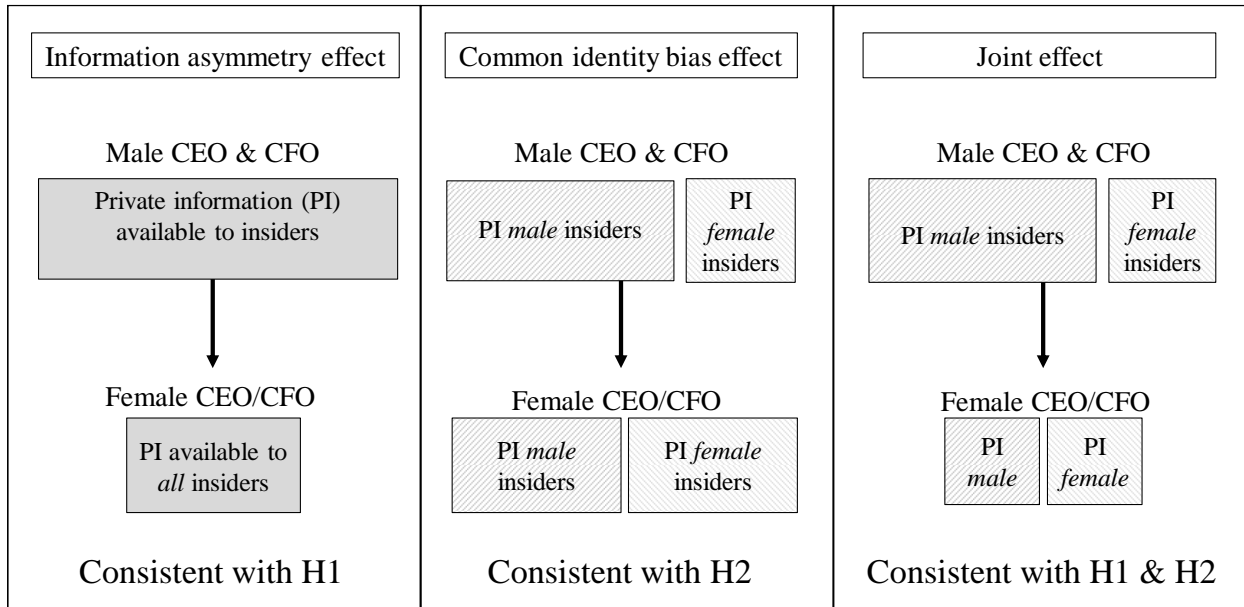 Information asymmetry effect
Male CEO & CFO
Private information (PI)
available to insiders
Female CEO/CFO
PI available to
all insiders
Consistent with H1
Common identity bias effect
Male CEO & CFO
PI male insiders
PI
female
insiders
Female CEO/CFO
PI male
insiders
PI female
insiders
Consistent with H2
Joint effect
Male CEO & CFO
PI male insiders
PI
female
insiders
Female CEO/CFO
PI
male
PI
female
Consistent with H1 & H2